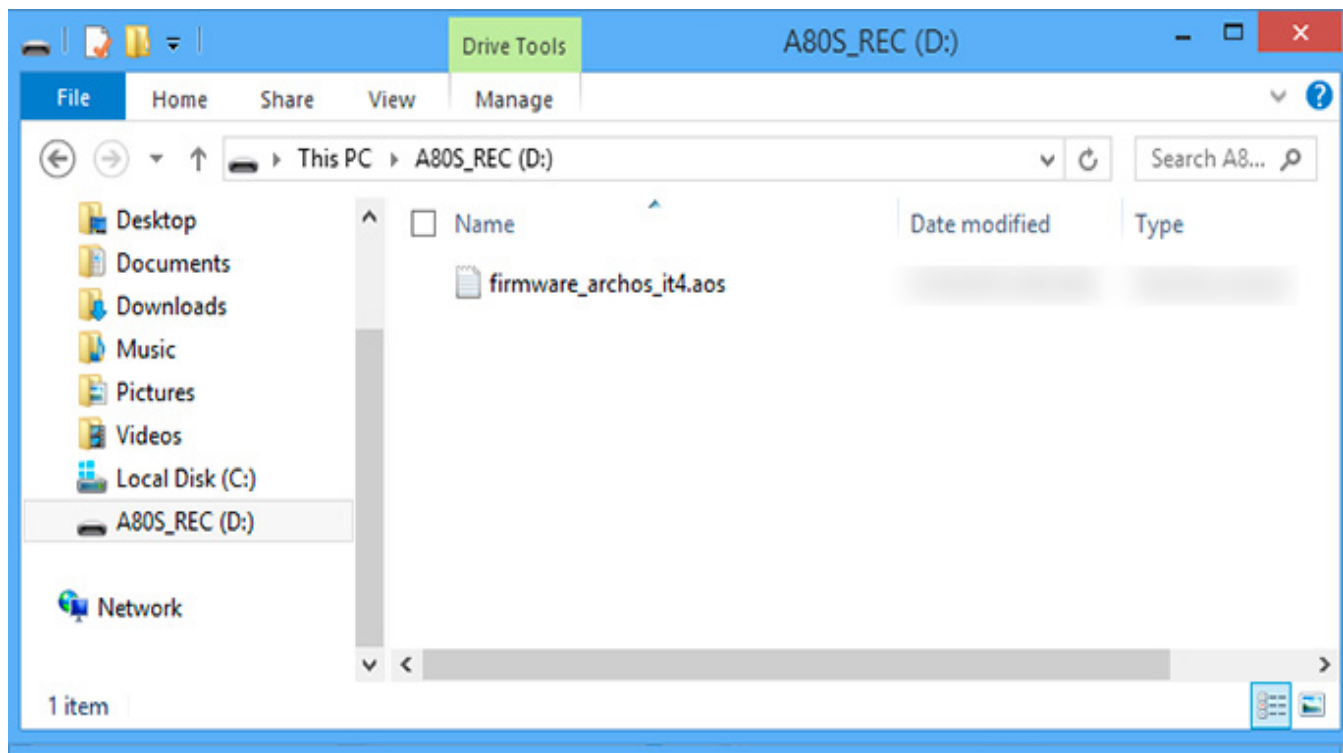 Drive Tools
A80S_REC (D:)
File Home Share View Manage
This PC A80S_REC (D:)
Search A8...
Desktop
Documents
Downloads
Music
Pictures
Videos
Local Disk (C:)
A80S_REC (D:)
Network
Name Date modified Type
firmware_archos_it4.aos
1 item